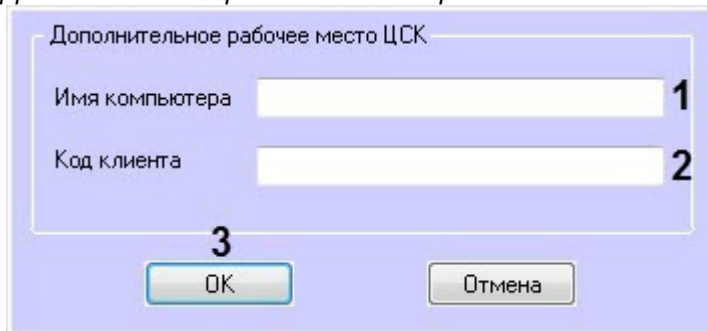 Дополнительное рабочее место ЦСК
Имя компьютера 1
Код клиента 2
3
OK Отмена